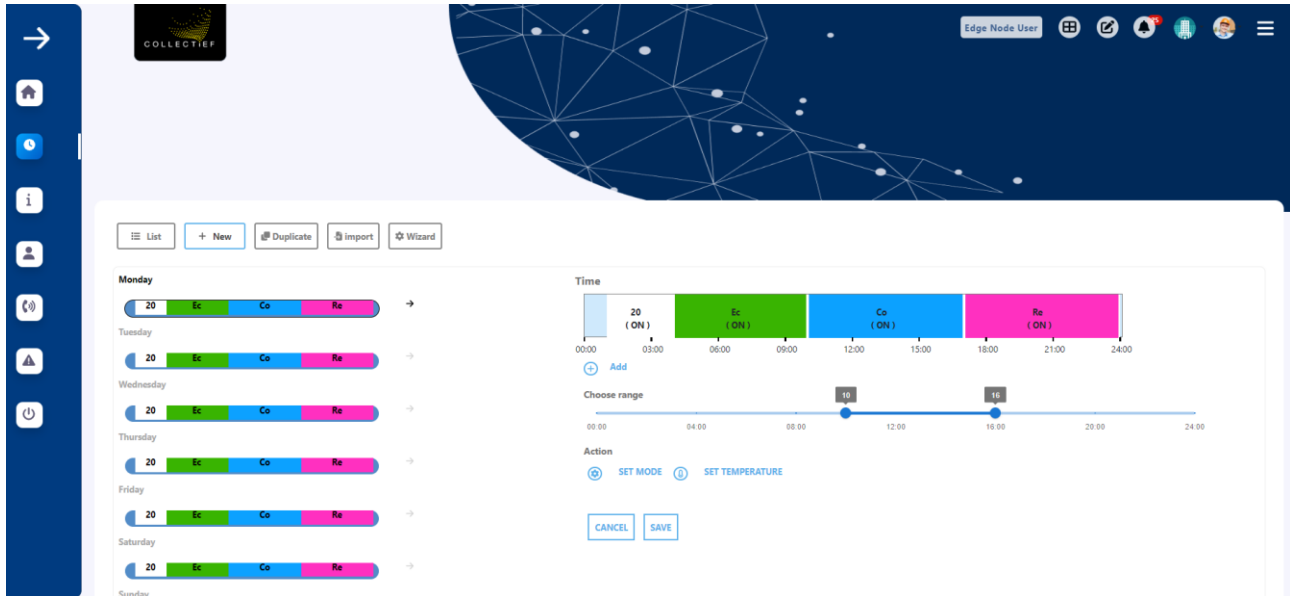 COLLECTiEF
Edge Node User
25
List
+ New
Duplicate
import
Wizard
Monday
20 Ec Co Re
Tuesday
20 Ec Co Re
Wednesday
20 Ec Co Re
Thursday
20 Ec Co Re
Friday
20 Ec Co Re
Saturday
20 Ec Co Re
Sunday
Time
20 Ec Co Re
( ON ) ( ON ) ( ON ) ( ON )
00:00 03:00 06:00 09:00 12:00 15:00 18:00 21:00 24:00
Add
Choose range
10 16
00:00 04:00 08:00 12:00 16:00 20:00 24:00
Action
SET MODE SET TEMPERATURE
CANCEL SAVE